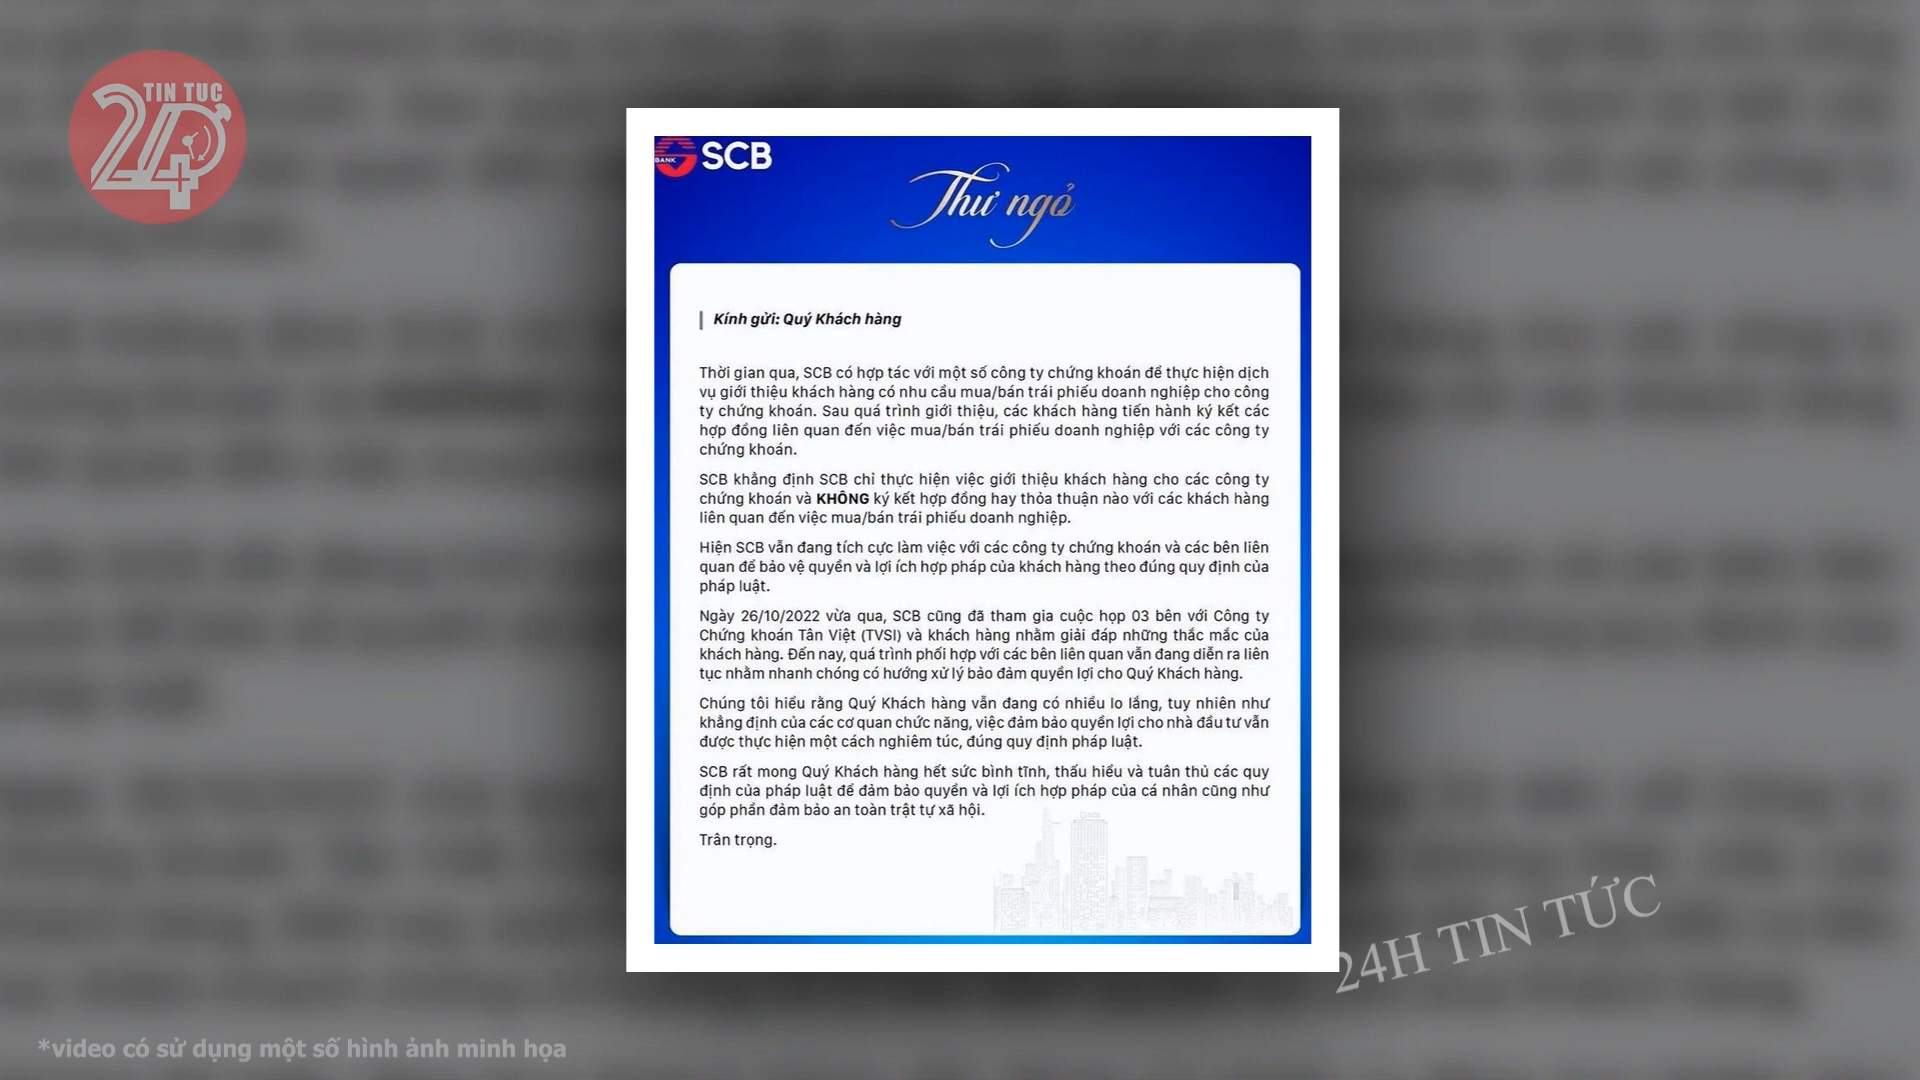 TIN TUC
24
BANK
SCB
Thư ngỏ
Kính gửi: Quý Khách hàng
Thời gian qua, SCB có hợp tác với một số công ty chứng khoán để thực hiện dịch
vụ giới thiệu khách hàng có nhu cầu mua/bán trái phiếu doanh nghiệp cho công
ty chứng khoán. Sau quá trình giới thiệu, các khách hàng tiến hành ký kết các
hợp đồng liên quan đến việc mua/bán trái phiếu doanh nghiệp với các công ty
chứng khoán.
SCB khẳng định SCB chỉ thực hiện việc giới thiệu khách hàng cho các công ty
chứng khoán và KHÔNG ký kết hợp đồng hay thỏa thuận nào với các khách hàng
liên quan đến việc mua/bán trái phiếu doanh nghiệp.
Hiện SCB vẫn đang tích cực làm việc với các công ty chứng khoán và các bên liên
quan để bảo vệ quyền và lợi ích hợp pháp của khách hàng theo đúng quy định của
pháp luật.
Ngày 26/10/2022 vừa qua, SCB cũng đã tham gia cuộc họp 03 bên với Công ty
Chứng khoán Tân Việt (TVSI) và khách hàng nhằm giải đáp những thắc mắc của
khách hàng. Đến nay, quá trình phối hợp với các bên liên quan vẫn đang diễn ra liên
tục nhằm nhanh chóng có hướng xử lý bảo đảm quyền lợi cho Quý Khách hàng.
Chúng tôi hiểu rằng Quý Khách hàng vẫn đang có nhiều lo lắng, tuy nhiên như
khẳng định của các cơ quan chức năng, việc đảm bảo quyền lợi cho nhà đầu tư vẫn
được thực hiện một cách nghiêm túc, đúng quy định pháp luật.
SCB rất mong Quý Khách hàng hết sức bình tĩnh, thấu hiểu và tuân thủ các quy
định của pháp luật để đảm bảo quyền và lợi ích hợp pháp của cá nhân cũng như
góp phần đảm bảo an toàn trật tự xã hội.
Trân trọng.
24H TIN TỨC
*video có sử dụng một số hình ảnh minh họa